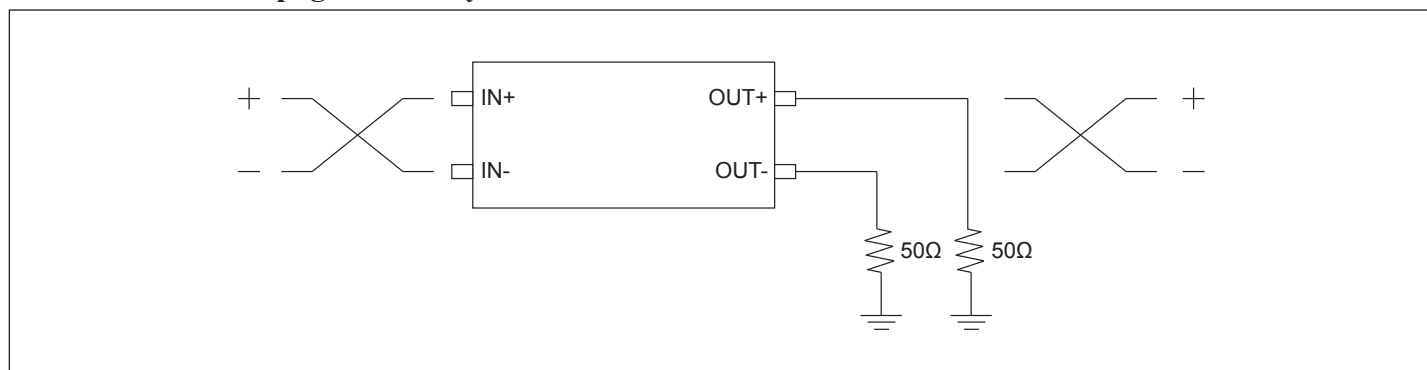 + IN+ OUT+ +
- IN- OUT- -
50Ω 50Ω